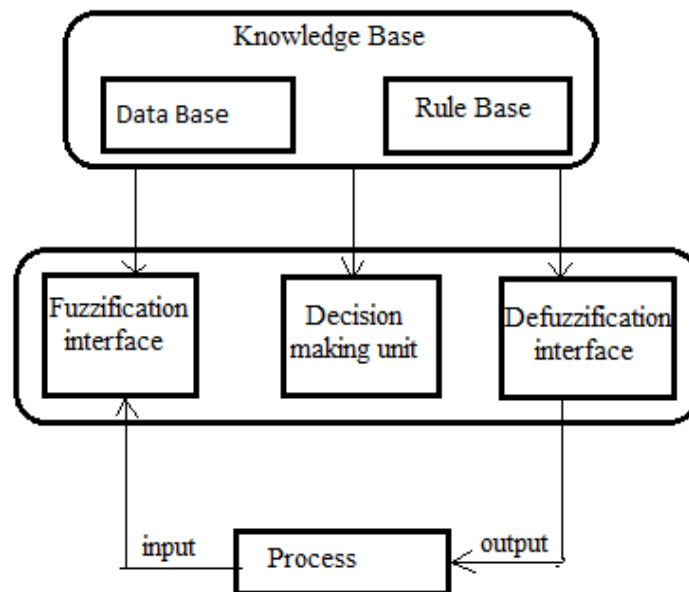 Knowledge Base
Data Base
Rule Base
Fuzzification
interface
Decision
making unit
Defuzzification
interface
input
Process
output